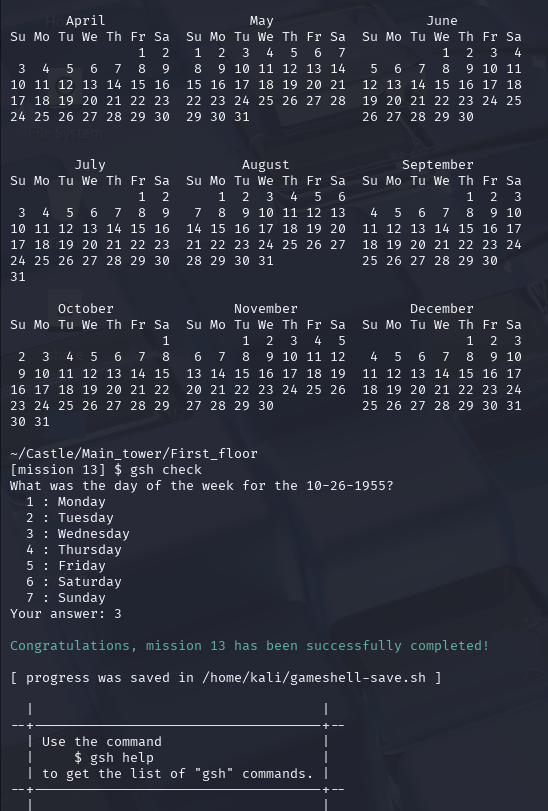 April May June
Su Mo Tu We Th Fr Sa Su Mo Tu We Th Fr Sa Su Mo Tu We Th Fr Sa
1 2 1 2 3 4 5 6 7 1 2 3 4
3 4 5 6 7 8 9 8 9 10 11 12 13 14 5 6 7 8 9 10 11
10 11 12 13 14 15 16 15 16 17 18 19 20 21 12 13 14 15 16 17 18
17 18 19 20 21 22 23 22 23 24 25 26 27 28 19 20 21 22 23 24 25
24 25 26 27 28 29 30 29 30 31 26 27 28 29 30
File System
July August September
Su Mo Tu We Th Fr Sa Su Mo Tu We Th Fr Sa Su Mo Tu We Th Fr Sa
1 2 1 2 3 4 5 6 1 2 3
3 4 5 6 7 8 9 7 8 9 10 11 12 13 4 5 6 7 8 9 10
10 11 12 13 14 15 16 14 15 16 17 18 19 20 11 12 13 14 15 16 17
17 18 19 20 21 22 23 21 22 23 24 25 26 27 18 19 20 21 22 23 24
24 25 26 27 28 29 30 28 29 30 31 25 26 27 28 29 30
31
October November December
Su Mo Tu We Th Fr Sa Su Mo Tu We Th Fr Sa Su Mo Tu We Th Fr Sa
1 1 2 3 4 5 1 2 3
2 3 4 5 6 7 8 6 7 8 9 10 11 12 4 5 6 7 8 9 10
9 10 11 12 13 14 15 13 14 15 16 17 18 19 11 12 13 14 15 16 17
16 17 18 19 20 21 22 20 21 22 23 24 25 26 18 19 20 21 22 23 24
23 24 25 26 27 28 29 27 28 29 30 25 26 27 28 29 30 31
30 31
~/Castle/Main_tower/First_floor
[mission 13] $ gsh check
What was the day of the week for the 10-26-1955?
1 : Monday
2 : Tuesday
3 : Wednesday
4 : Thursday
5 : Friday
6 : Saturday
7 : Sunday
Your answer: 3
Congratulations, mission 13 has been successfully completed!
[ progress was saved in /home/kali/gameshell-save.sh ]
Use the command
$ gsh help
to get the list of "gsh" commands.